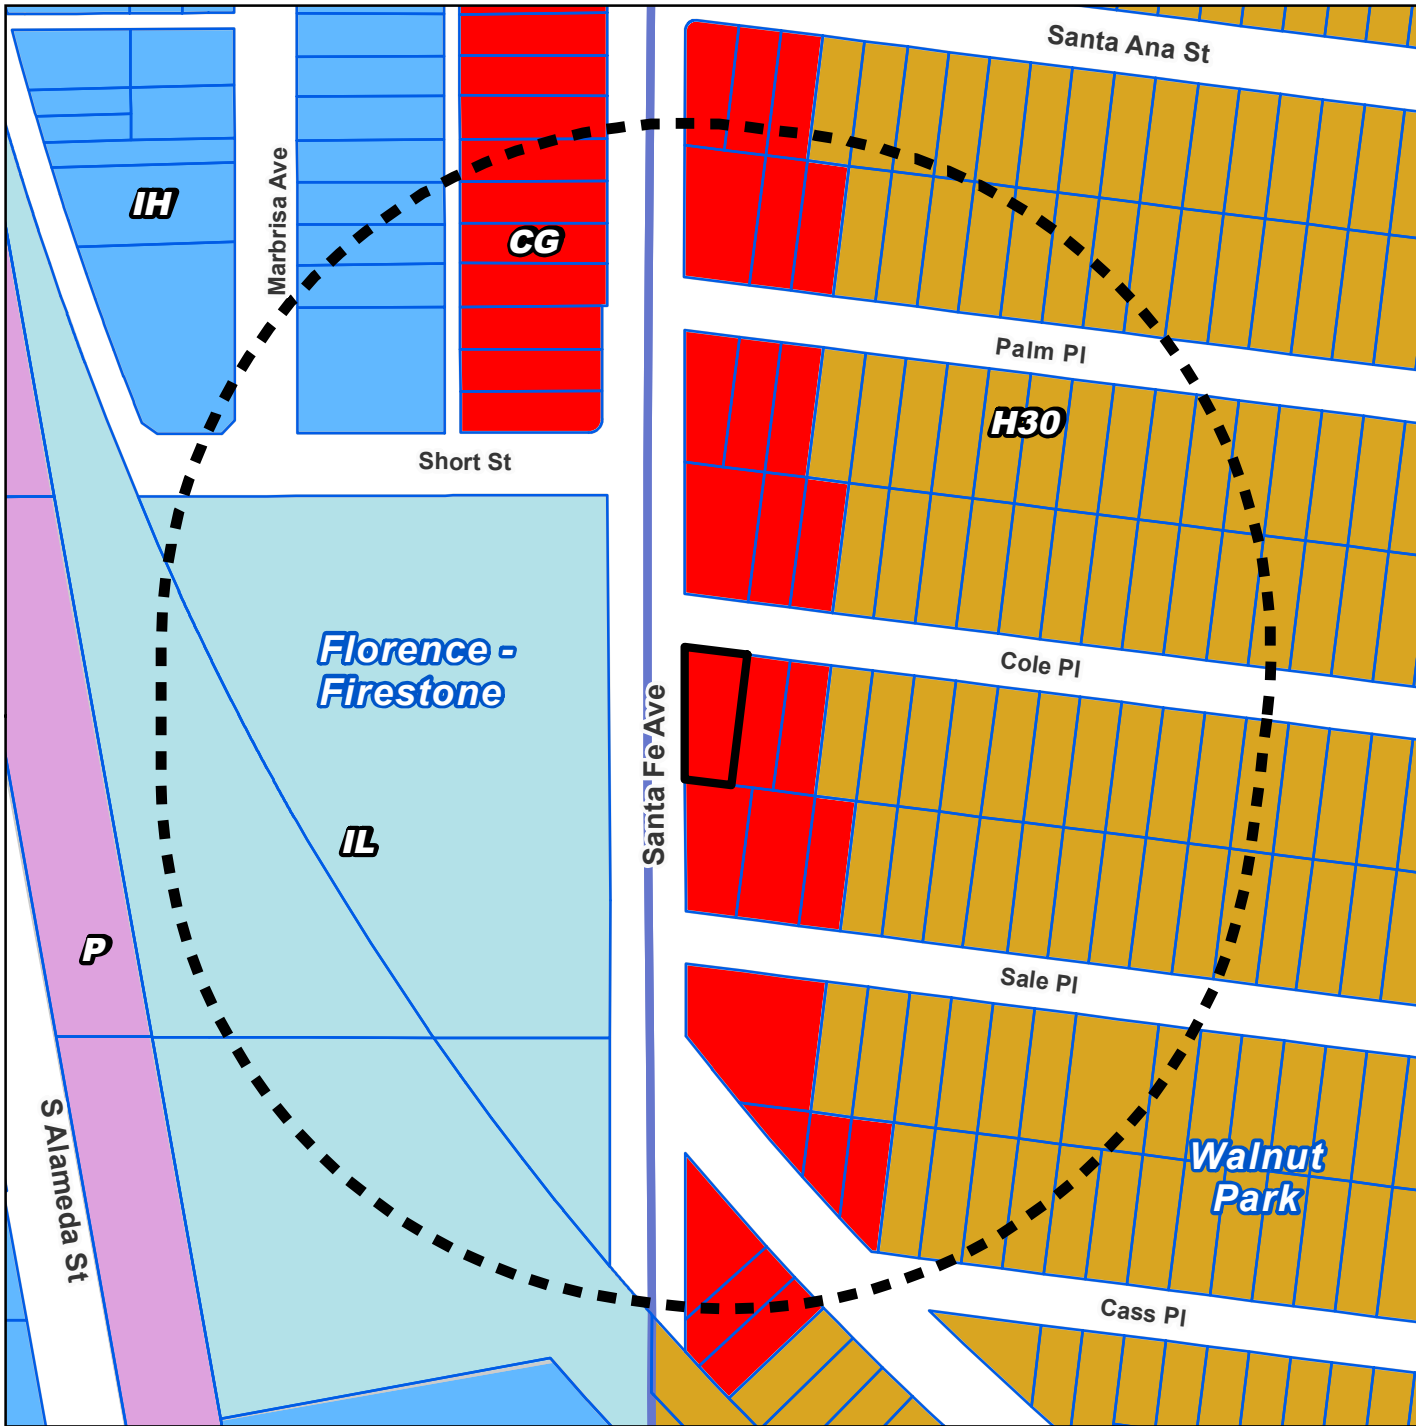 Santa Ana St
Marbrisa Ave
IH
CG
Palm Pl
H30
Short St
Florence -
Firestone
Cole Pl
Santa Fe Ave
IL
P
Sale Pl
S Alameda St
Walnut
Park
Cass Pl